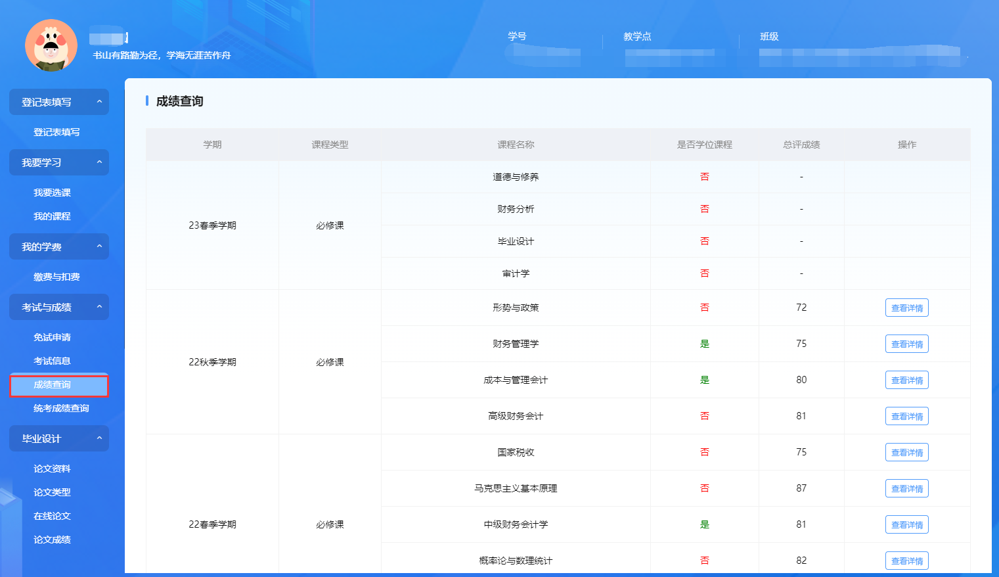 书山有路勤为径，学海无涯苦作舟
学号
教学点
班级
登记表填写
登记表填写
我要学习
我要选课
我的课程
我的学费
缴费与扣费
考试与成绩
免试申请
考试信息
成绩查询
统考成绩查询
毕业设计
论文资料
论文类型
在线论文
论文成绩
成绩查询
学期 课程类型 课程名称 是否学位课程 总评成绩 操作
23春季学期 必修课
道德与修养 否 -
财务分析 否 -
毕业设计 否 -
审计学 否 -
22秋季学期 必修课
形势与政策 否 72 查看详情
财务管理学 是 75 查看详情
成本与管理会计 是 80 查看详情
高级财务会计 否 81 查看详情
22春季学期 必修课
国家税收 否 75 查看详情
马克思主义基本原理 否 87 查看详情
中级财务会计学 是 81 查看详情
概率论与数理统计 否 82 查看详情